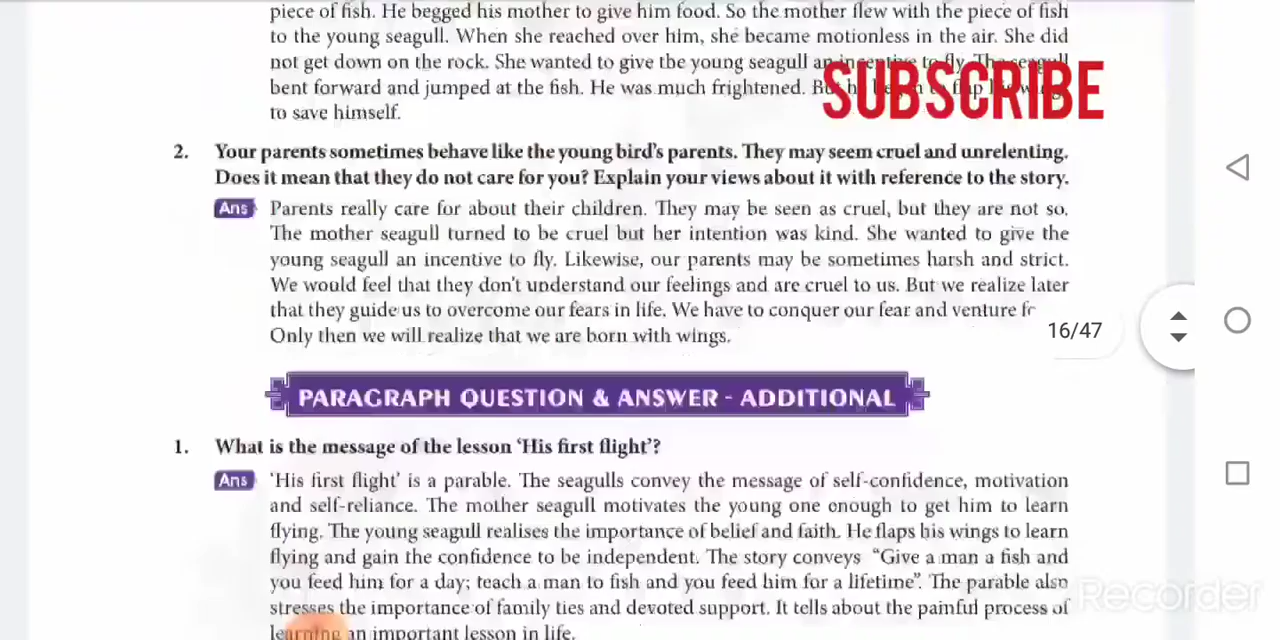 piece of fish. He begged his mother to give him food. So the mother flew with the piece of fish
to the young seagull. When she reached over him, she became motionless in the air. She did
not get down on the rock. She wanted to give the young seagull an incentive to fly. The seagull
bent forward and jumped at the fish. He was much frightened.
SUBSCRIBE
to save himself.
2. Your parents sometimes behave like the young bird's parents. They may seem cruel and unrelenting.
Does it mean that they do not care for you? Explain your views about it with reference to the story.
Ans Parents really care for about their children. They may be seen as cruel, but they are not so.
The mother seagull turned to be cruel but her intention was kind. She wanted to give the
young seagull an incentive to fly. Likewise, our parents may be sometimes harsh and strict.
We would feel that they don't understand our feelings and are cruel to us. But we realize later
that they guide us to overcome our fears in life. We have to conquer our fear and venture
16/47
Only then we will realize that we are born with wings.
PARAGRAPH QUESTION & ANSWER - ADDITIONAL
1. What is the message of the lesson 'His first flight'?
Ans 'His first flight' is a parable. The seagulls convey the message of self-confidence, motivation
and self-reliance. The mother seagull motivates the young one enough to get him to learn
flying. The young seagull realises the importance of belief and faith. He flaps his wings to learn
flying and gain the confidence to be independent. The story conveys "Give a man a fish and
you feed him for a day; teach a man to fish and you feed him for a lifetime". The parable also
stresses the importance of family ties and devoted support. It tells about the painful process of
learning an important lesson in life.
Recorder